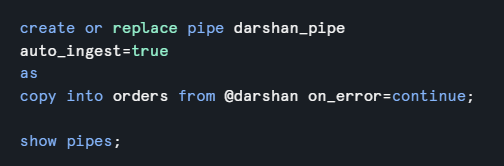 create or replace pipe darshan_pipe
auto_ingest=true
as
copy into orders from @darshan on_error=continue;
show pipes;